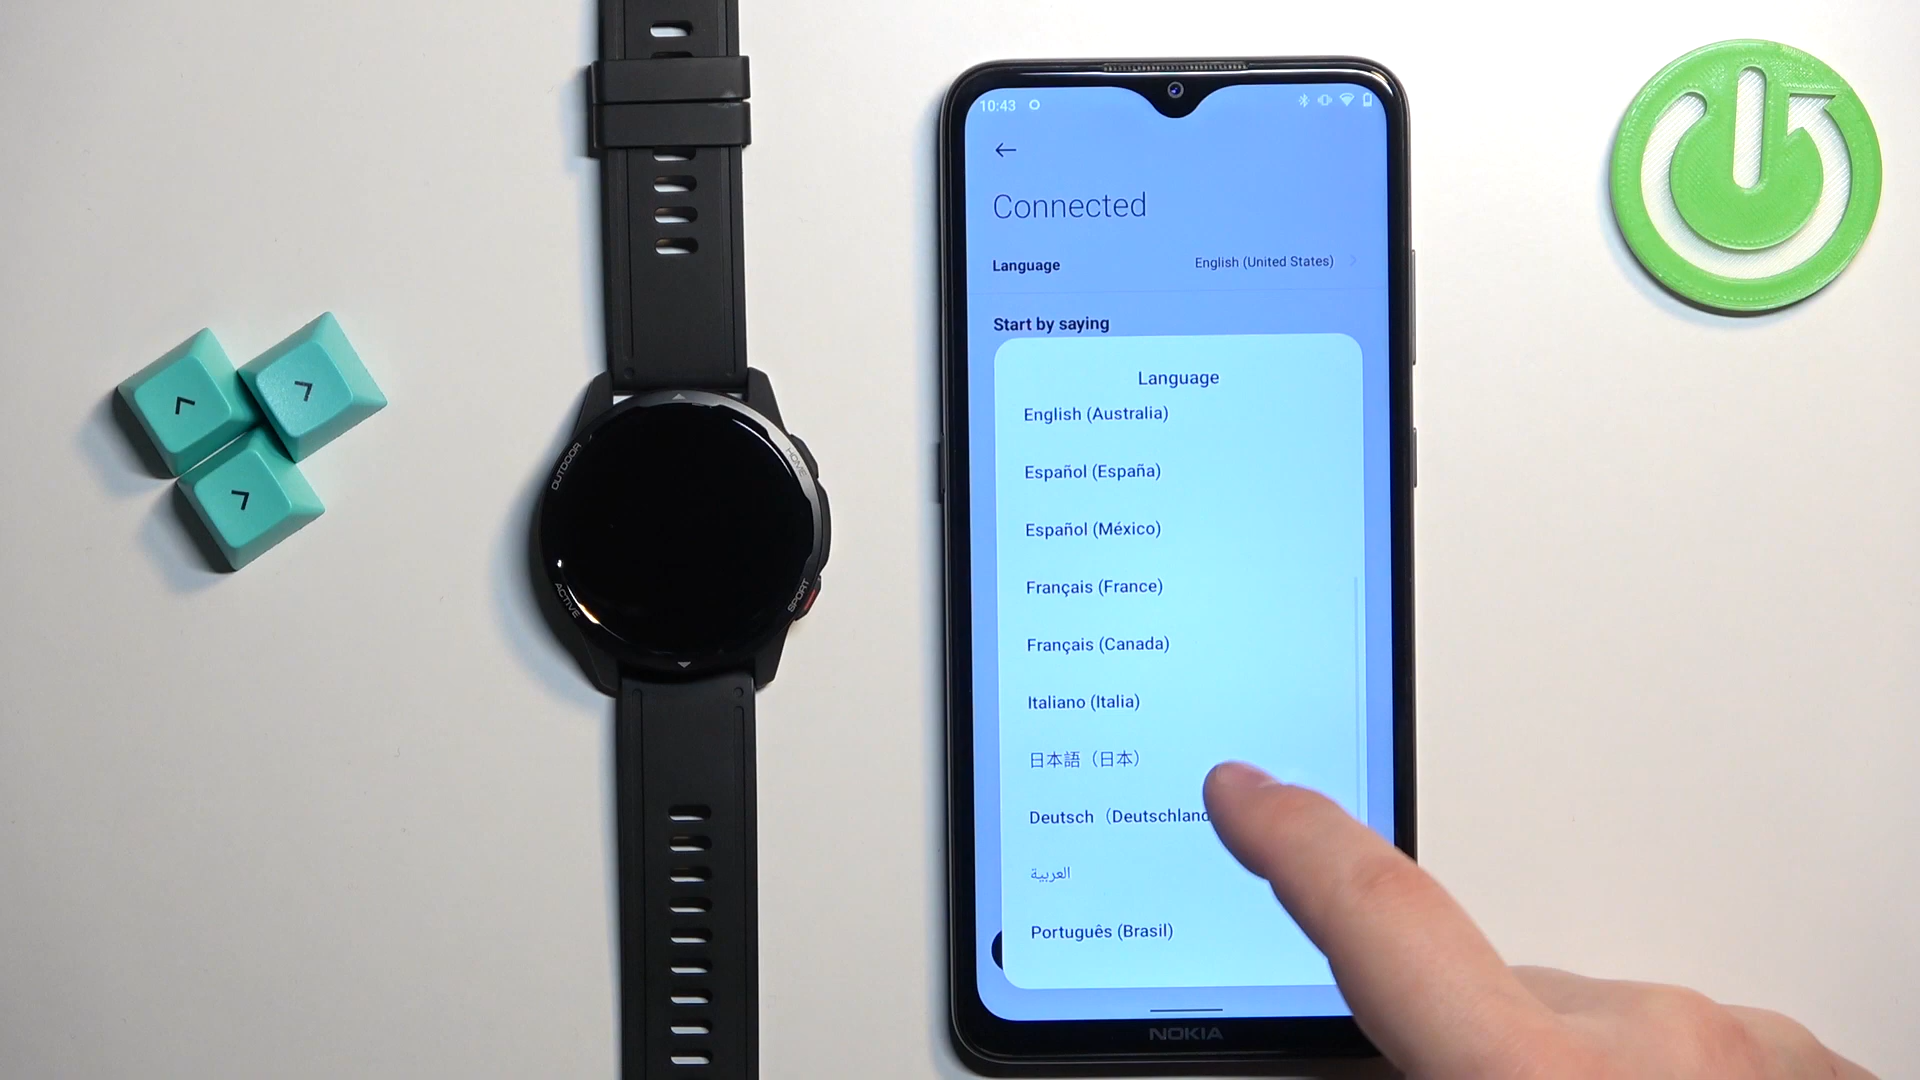 10:43
Connected
Language
English (United States)
Start by saying
Language
English (Australia)
Español (España)
Español (México)
Français (France)
Français (Canada)
Italiano (Italia)
日本語（日本）
Deutsch（Deutschland
العربية
Português (Brasil)
NOKIA
OUTDOOR
HOME
ACTIVE
SPORT